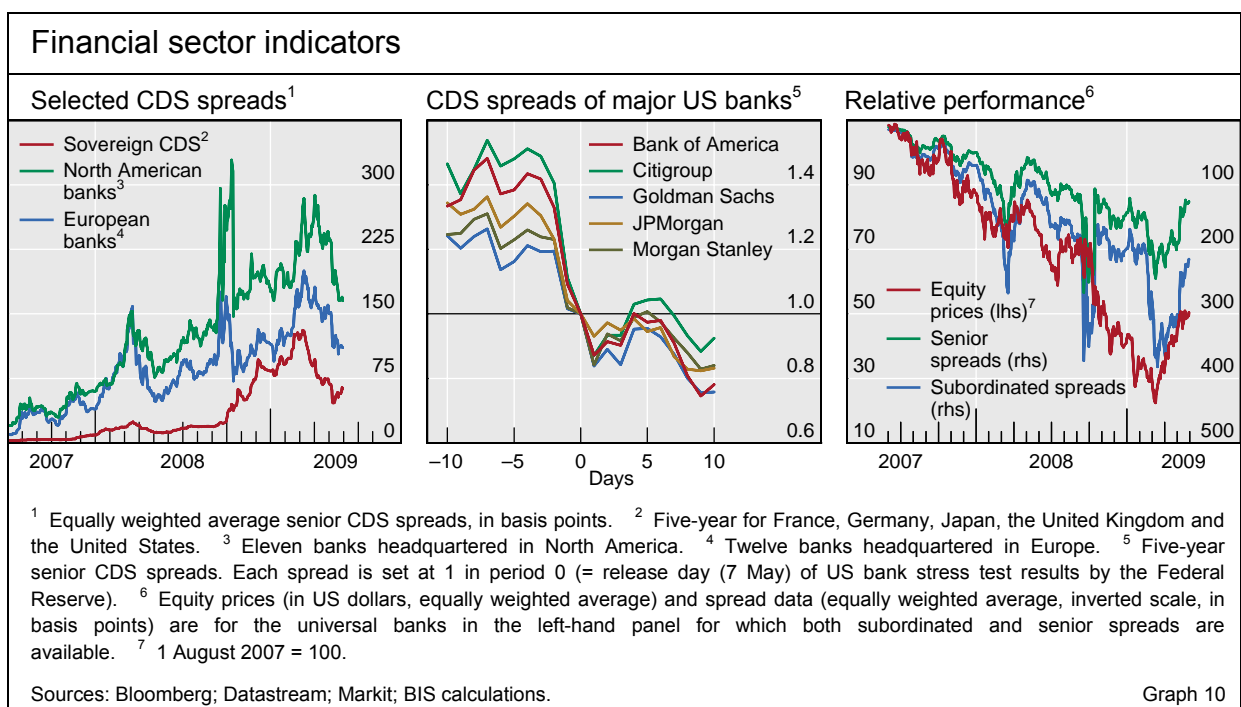 Financial sector indicators
Selected CDS spreads¹
Sovereign CDS²
North American
banks³
European
banks⁴
300
225
150
75
0
2007 2008 2009
CDS spreads of major US banks⁵
Bank of America
Citigroup
Goldman Sachs
JPMorgan
Morgan Stanley
1.4
1.2
1.0
0.8
0.6
–10 –5 0 5 10
Days
Relative performance⁶
90 100
70 200
50 300
30 400
10 500
Equity
prices (lhs)⁷
Senior
spreads (rhs)
Subordinated spreads
(rhs)
2007 2008 2009
¹ Equally weighted average senior CDS spreads, in basis points. ² Five-year for France, Germany, Japan, the United Kingdom and
the United States. ³ Eleven banks headquartered in North America. ⁴ Twelve banks headquartered in Europe. ⁵ Five-year
senior CDS spreads. Each spread is set at 1 in period 0 (= release day (7 May) of US bank stress test results by the Federal
Reserve). ⁶ Equity prices (in US dollars, equally weighted average) and spread data (equally weighted average, inverted scale, in
basis points) are for the universal banks in the left-hand panel for which both subordinated and senior spreads are
available. ⁷ 1 August 2007 = 100.
Sources: Bloomberg; Datastream; Markit; BIS calculations. Graph 10